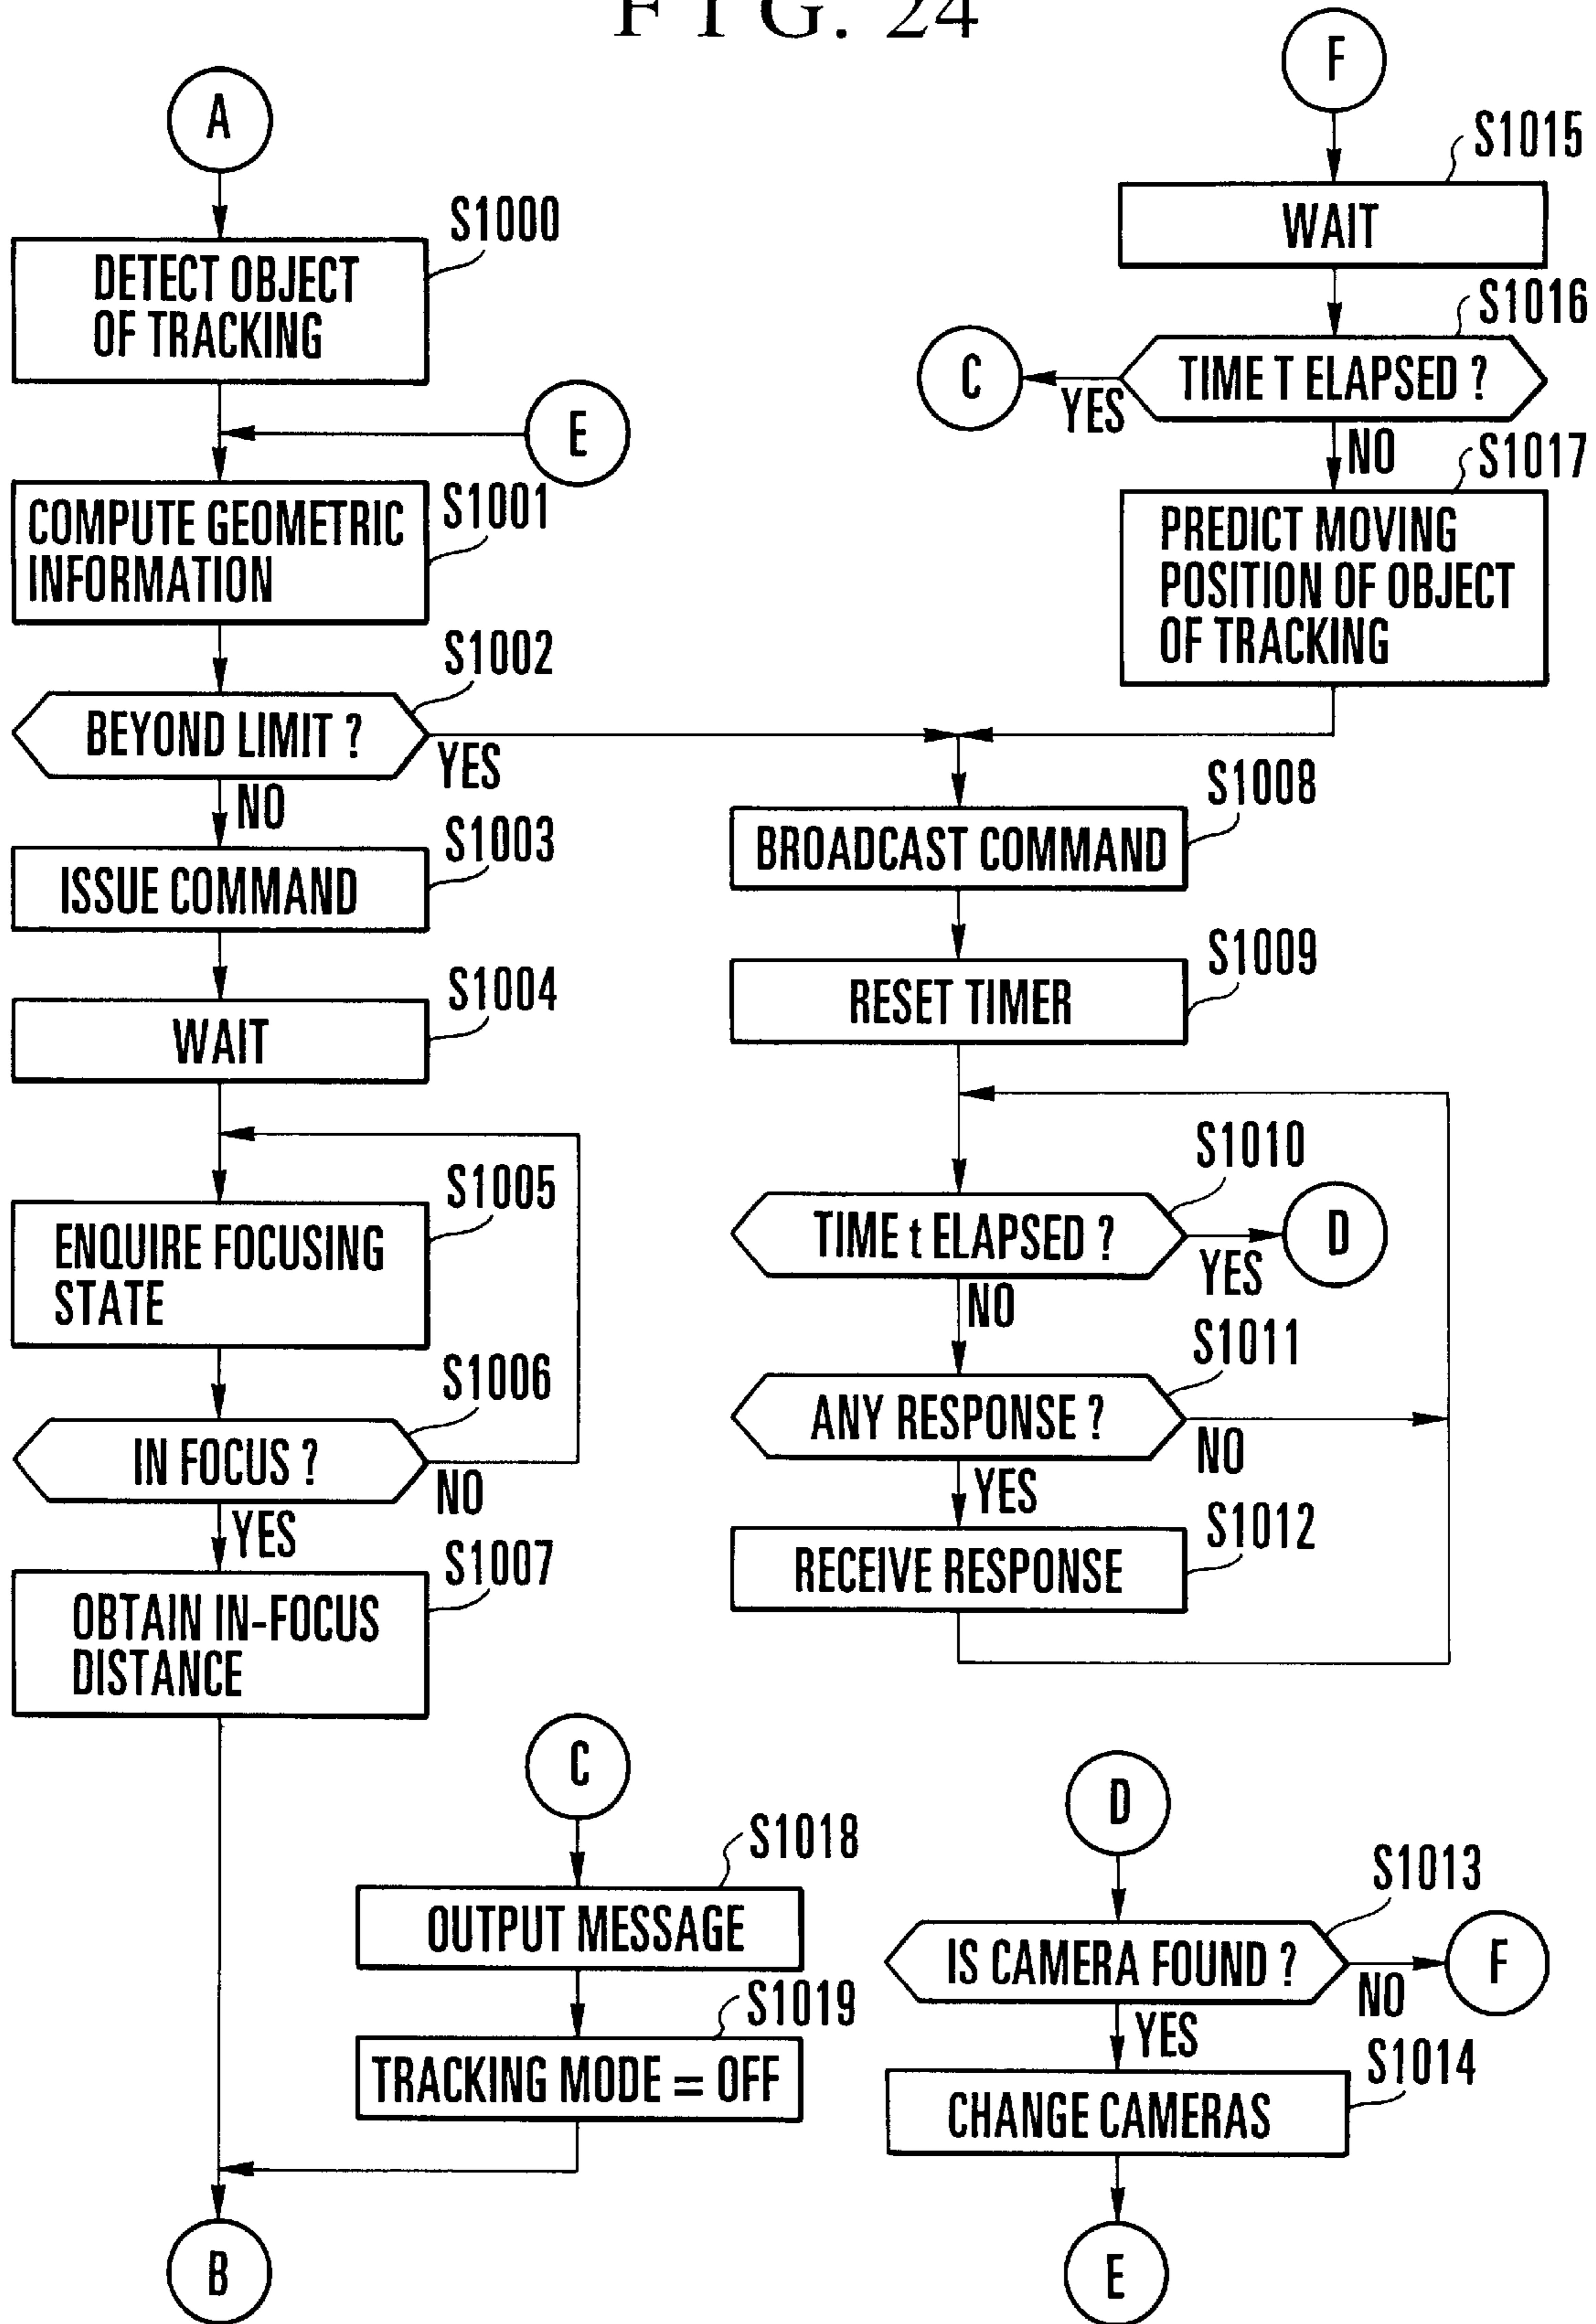 FIG. 24
A
S1000
DETECT OBJECT
OF TRACKING
E
S1001
COMPUTE GEOMETRIC
INFORMATION
S1002
BEYOND LIMIT ?
YES
NO
S1003
ISSUE COMMAND
S1004
WAIT
S1005
ENQUIRE FOCUSING
STATE
S1006
IN FOCUS ?
NO
YES
S1007
OBTAIN IN-FOCUS
DISTANCE
C
S1018
OUTPUT MESSAGE
S1019
TRACKING MODE = OFF
B
F
S1015
WAIT
S1016
TIME T ELAPSED ?
C
YES
NO
S1017
PREDICT MOVING
POSITION OF OBJECT
OF TRACKING
S1008
BROADCAST COMMAND
S1009
RESET TIMER
S1010
TIME t ELAPSED ?
D
YES
NO
S1011
ANY RESPONSE ?
NO
YES
S1012
RECEIVE RESPONSE
D
S1013
IS CAMERA FOUND ?
F
NO
YES
S1014
CHANGE CAMERAS
E